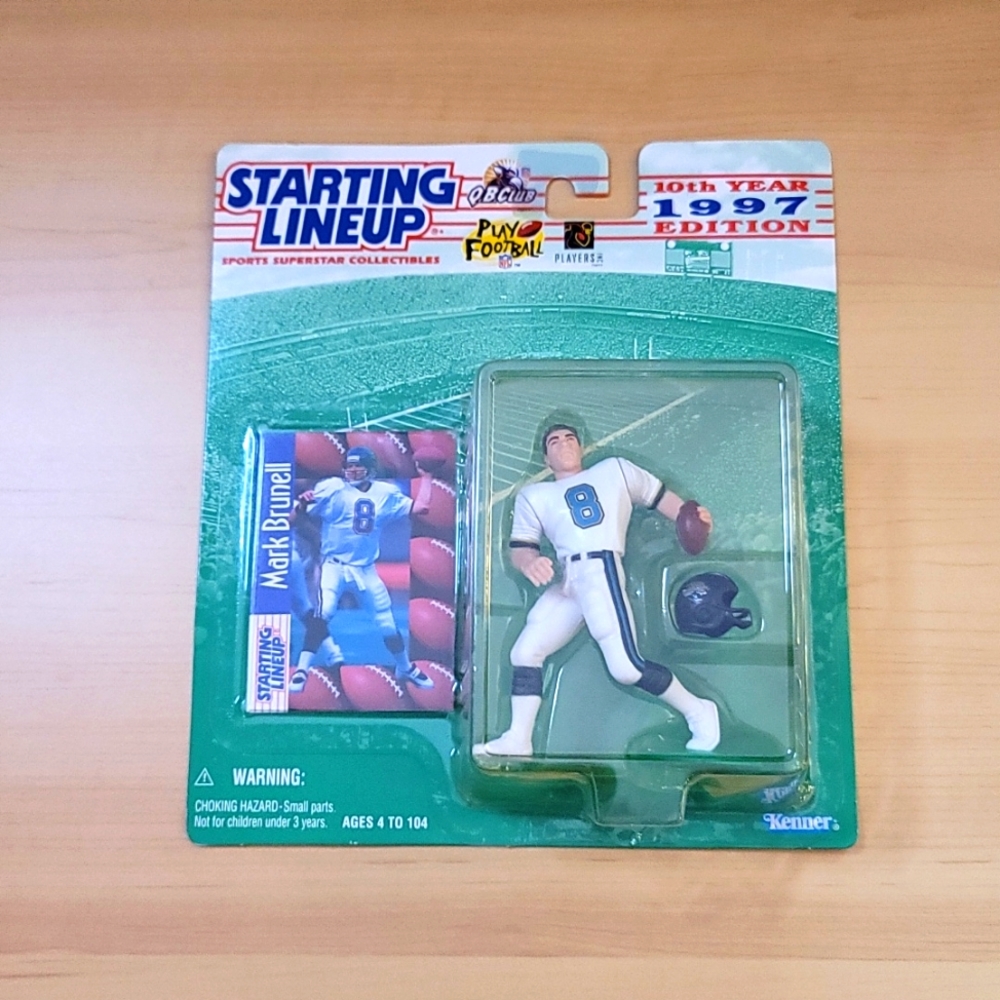 STARTING
LINEUP
SPORTS SUPERSTAR COLLECTIBLES
Q.B. CLUB
PLAY
FOOTBALL
NFL
PLAYERS
10th YEAR
1997
EDITION
8
Mark Brunell
8
STARTING
LINEUP
WARNING:
CHOKING HAZARD-Small parts.
Not for children under 3 years. AGES 4 TO 104
Kenner